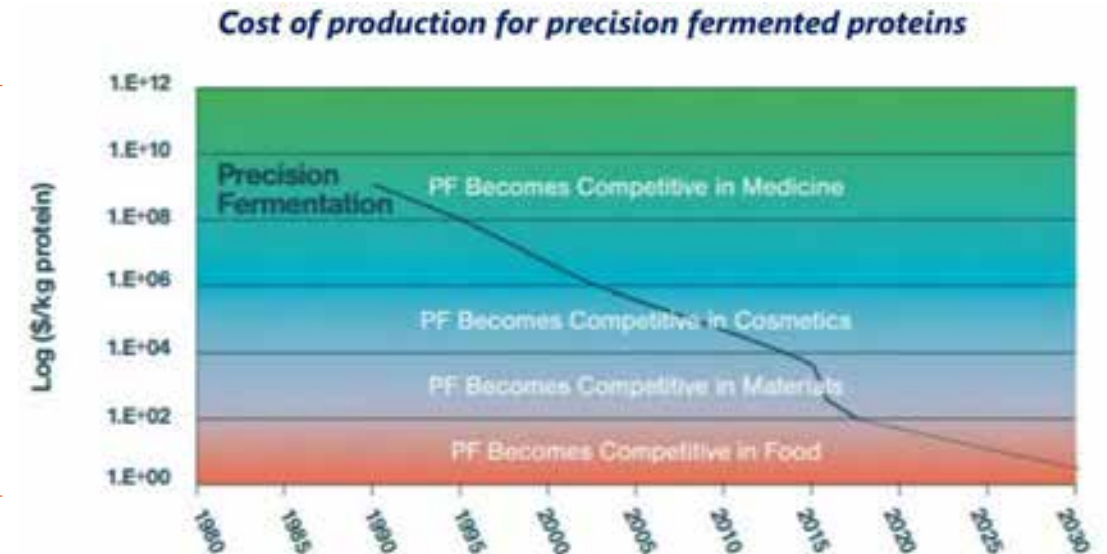 Cost of production for precision fermented proteins
Log ($/kg protein)
1.E+12
1.E+10
1.E+08
1.E+06
1.E+04
1.E+02
1.E+00
Precision
Fermentation
PF Becomes Competitive in Medicine
PF Becomes Competitive in Cosmetics
PF Becomes Competitive in Materials
PF Becomes Competitive in Food
1980
1985
1990
1995
2000
2005
2010
2015
2020
2025
2030